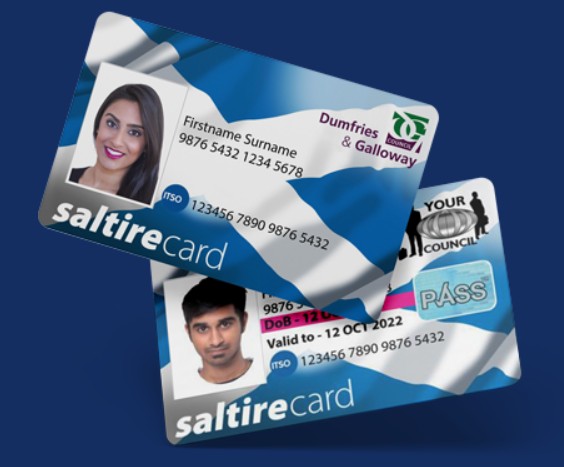 Firstname Surname
9876 5432 1234 5678
Dumfries
& Galloway
COUNCIL
ITSO 123456 7890 9876 5432
saltirecard
YOUR
COUNCIL
9876
DoB - 12
Valid to - 12 OCT 2022
PASS
ITSO 123456 7890 9876 5432
saltirecard